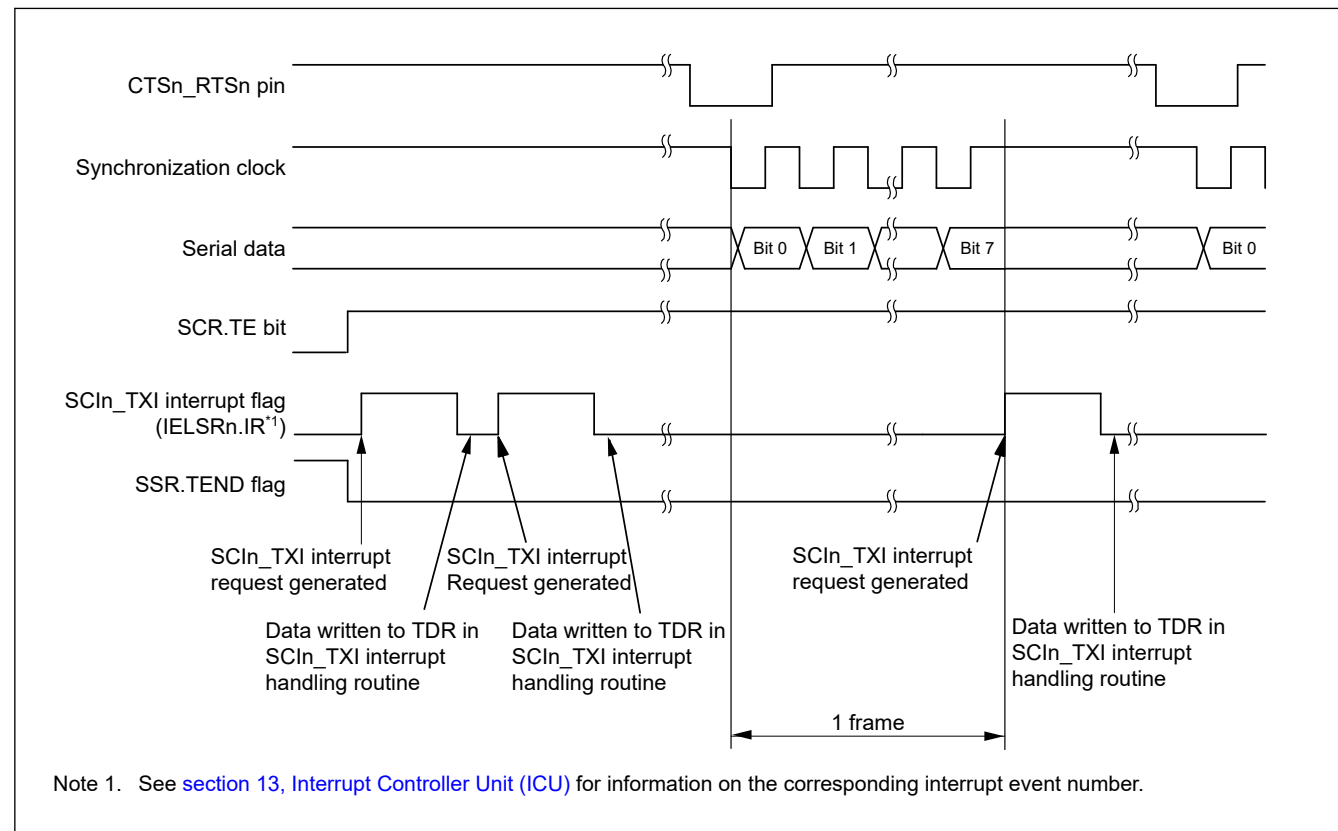 CTSn_RTSn pin
Synchronization clock
Serial data
Bit 0
Bit 1
Bit 7
Bit 0
SCR.TE bit
SCIn_TXI interrupt flag
(IELSRn.IR*1)
SSR.TEND flag
SCIn_TXI interrupt
request generated
SCIn_TXI interrupt
Request generated
SCIn_TXI interrupt
request generated
Data written to TDR in
SCIn_TXI interrupt
handling routine
Data written to TDR in
SCIn_TXI interrupt
handling routine
Data written to TDR in
SCIn_TXI interrupt
handling routine
1 frame
Note 1. See section 13, Interrupt Controller Unit (ICU) for information on the corresponding interrupt event number.